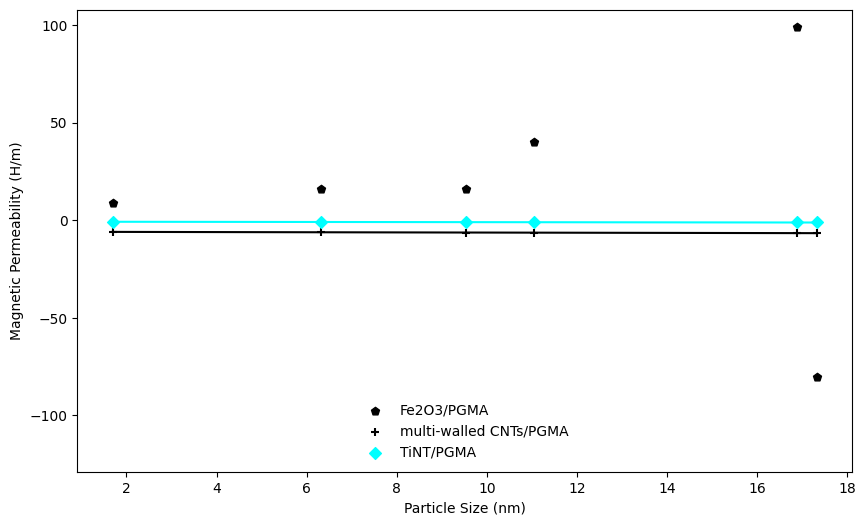 100
50
0
−50
−100
Magnetic Permeability (H/m)
Fe2O3/PGMA
multi-walled CNTs/PGMA
TiNT/PGMA
2 4 6 8 10 12 14 16 18
Particle Size (nm)